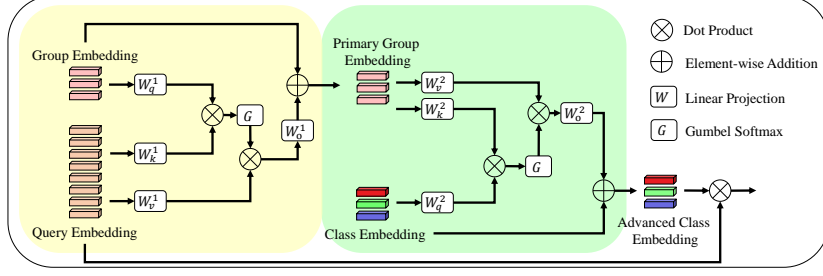 Group Embedding
W_q^1
W_k^1
W_v^1
Query Embedding
G
W_o^1
Primary Group
Embedding
W_v^2
W_k^2
W_q^2
Class Embedding
G
W_o^2
Advanced Class
Embedding
Dot Product
Element-wise Addition
W
Linear Projection
G
Gumbel Softmax